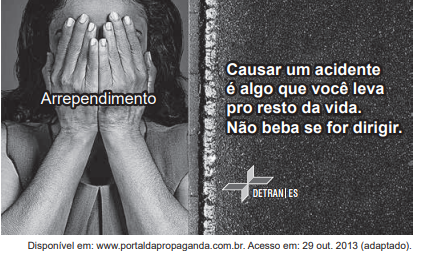 Arrependimento
Causar um acidente
é algo que você leva
pro resto da vida.
Não beba se for dirigir.
DETRAN|ES
Disponível em: www.portaldapropaganda.com.br. Acesso em: 29 out. 2013 (adaptado).